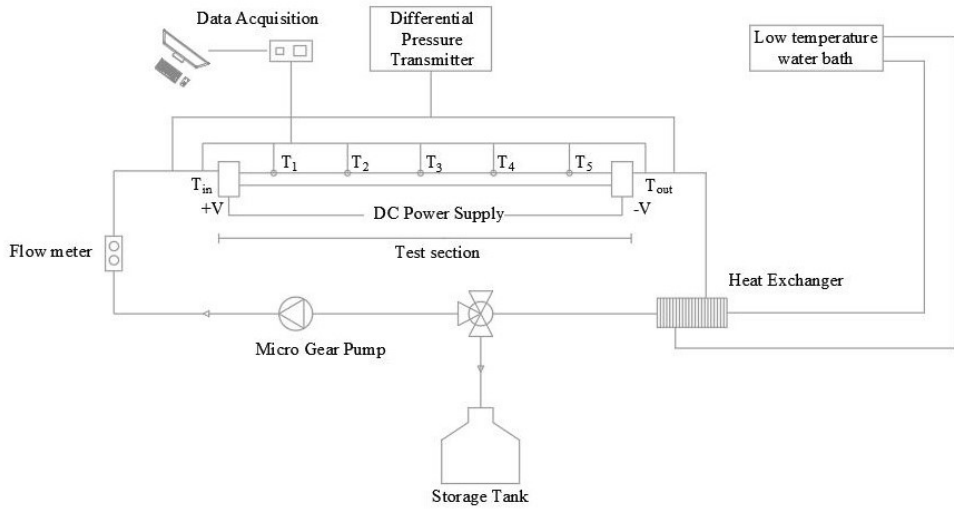 Data Acquisition
Differential
Pressure
Transmitter
Low temperature
water bath
T1
T2
T3
T4
T5
Tin
Tout
+V
DC Power Supply
-V
Flow meter
Test section
Heat Exchanger
Micro Gear Pump
Storage Tank